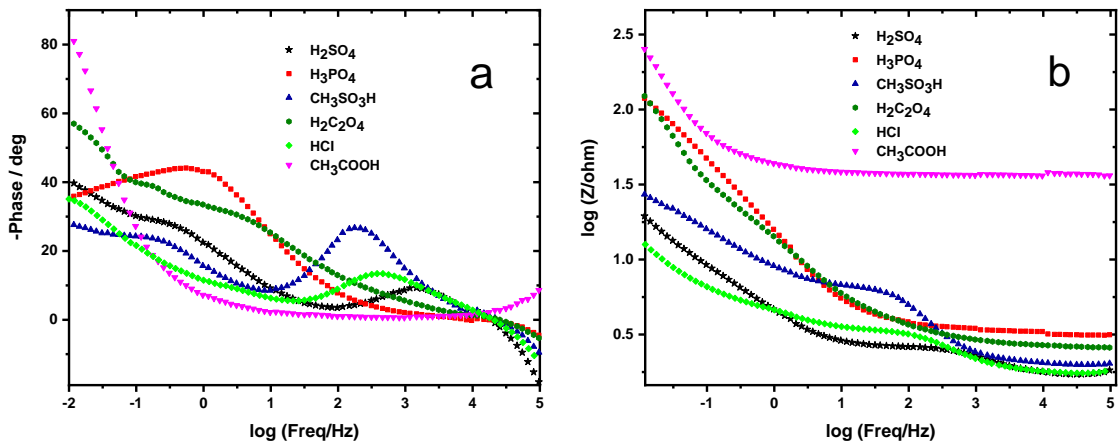 a
-Phase / deg
80
60
40
20
0
-2
-1
0
1
2
3
4
5
log (Freq/Hz)
H₂SO₄
H₃PO₄
CH₃SO₃H
H₂C₂O₄
HCl
CH₃COOH
b
log (Z/ohm)
2.5
2.0
1.5
1.0
0.5
0.0
-1
0
1
2
3
4
5
log (Freq/Hz)
H₂SO₄
H₃PO₄
CH₃SO₃H
H₂C₂O₄
HCl
CH₃COOH